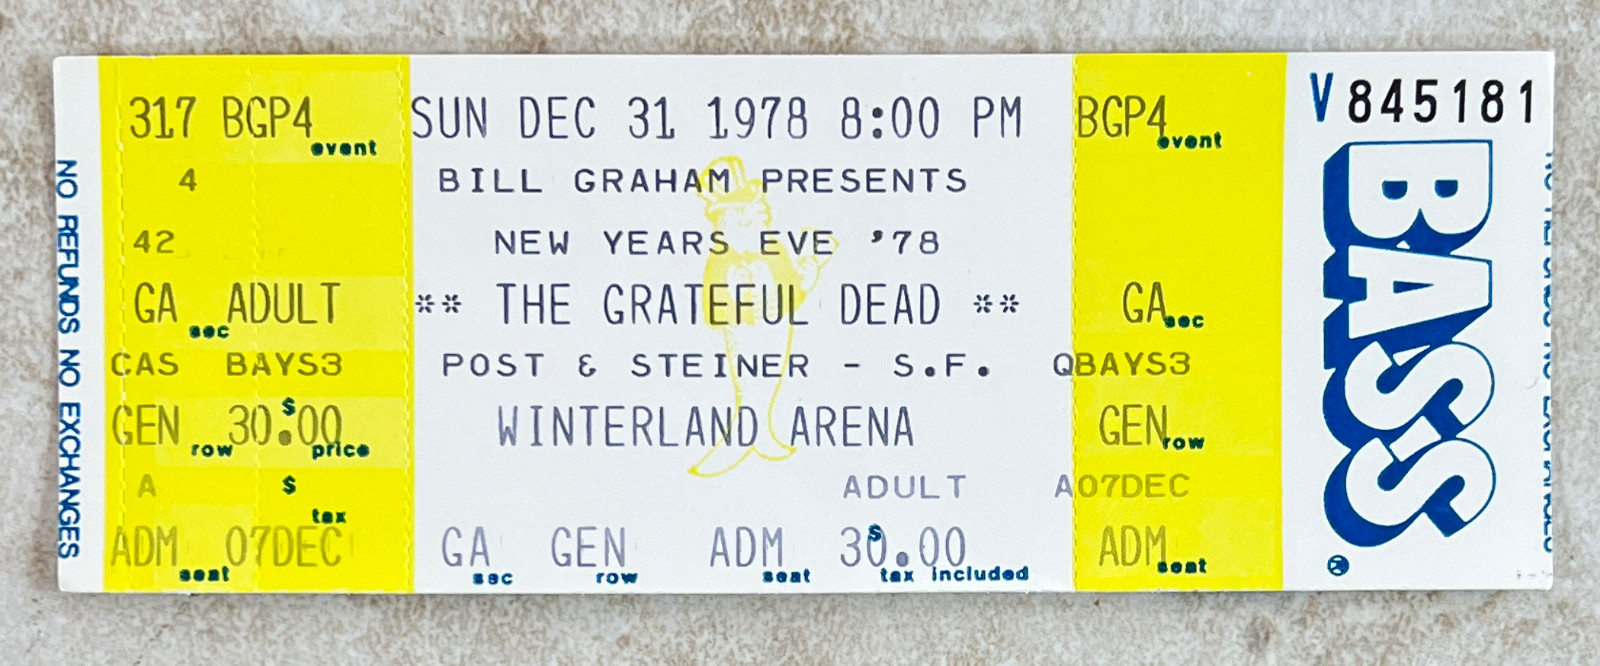 NO REFUNDS NO EXCHANGES
317 BGP4 event
4
42
GA sec ADULT
CAS BAYS3
GEN row 30.00 $ price
A $ tax
ADM 07DEC seat
SUN DEC 31 1978 8:00 PM
BILL GRAHAM PRESENTS
NEW YEARS EVE '78
** THE GRATEFUL DEAD **
POST & STEINER - S.F.
WINTERLAND ARENA
ADULT
GA sec GEN row ADM seat $ 30.00 tax included
BGP4 event
GA sec
QBAYS3
GEN row
A07DEC
ADM seat
V845181
BASS